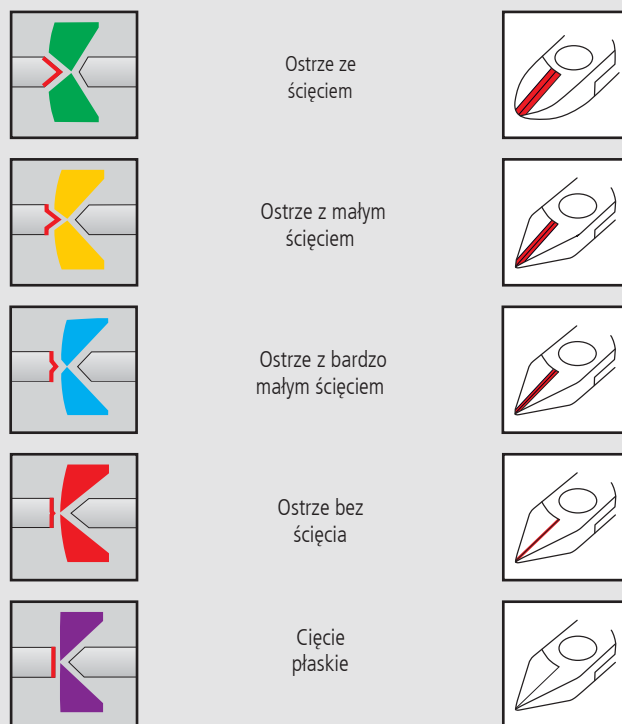 Ostrze ze
ścięciem
Ostrze z małym
ścięciem
Ostrze z bardzo
małym ścięciem
Ostrze bez
ścięcia
Cięcie
płaskie